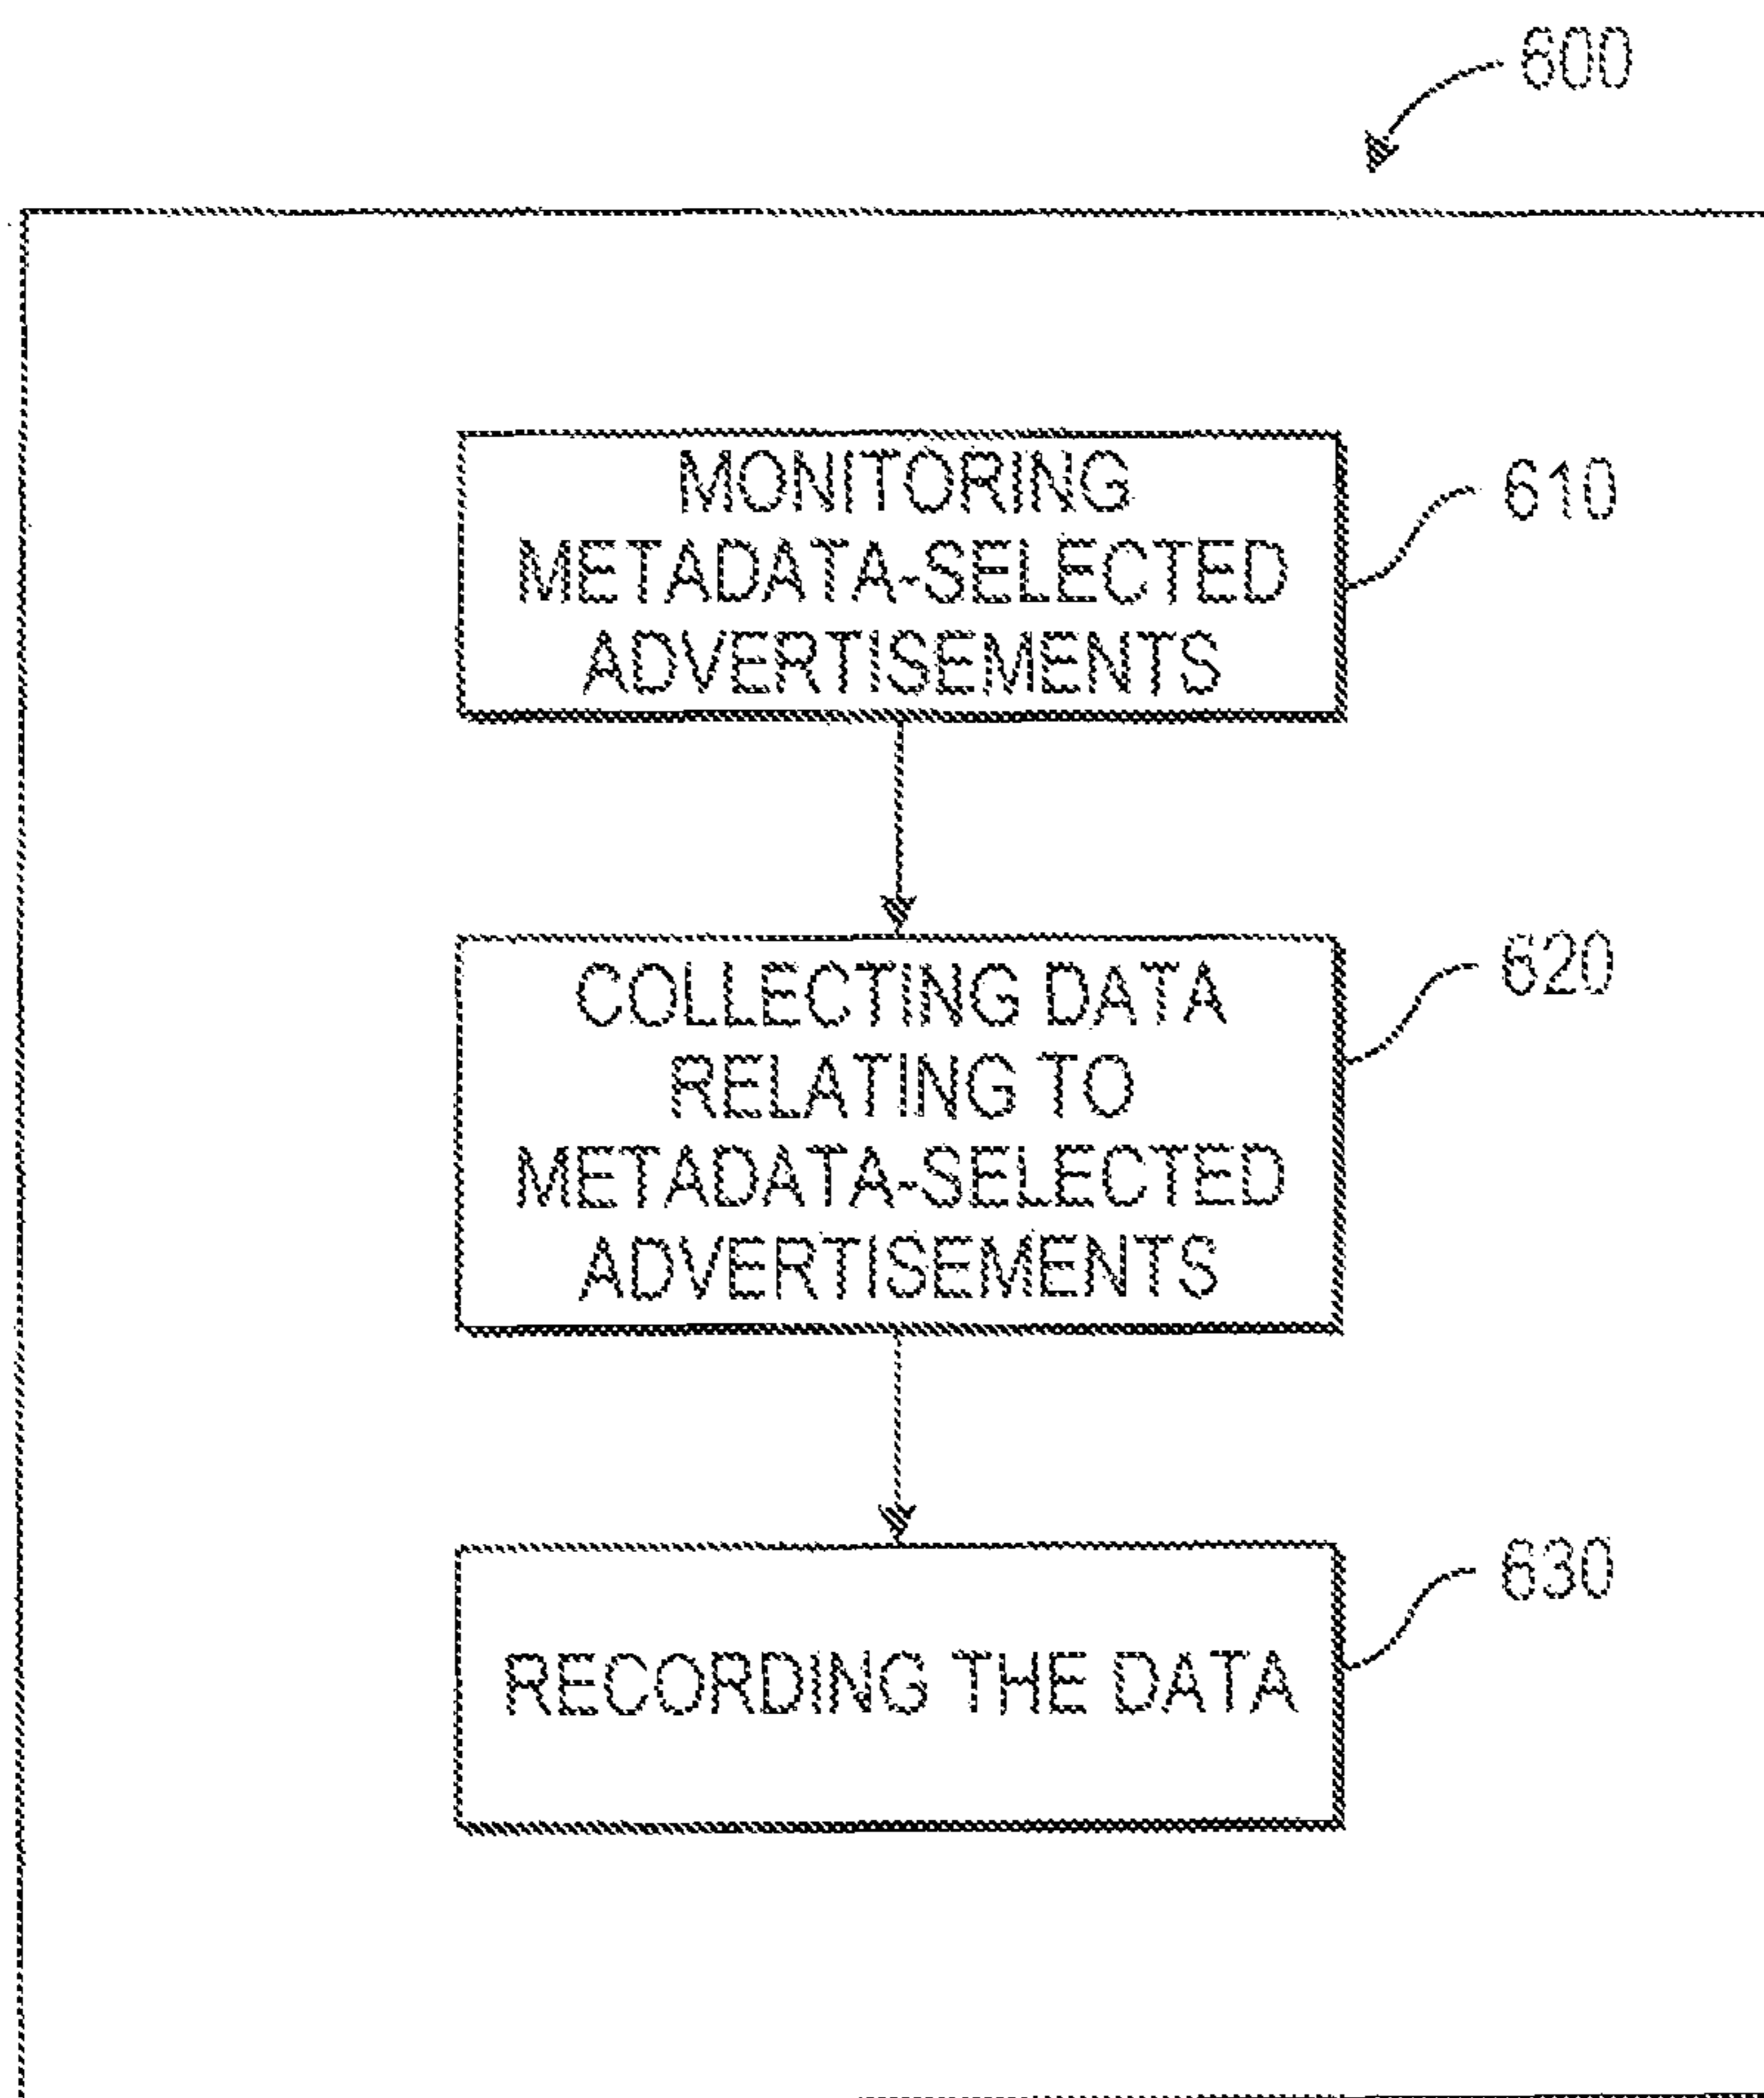 600
MONITORING
METADATA-SELECTED
ADVERTISEMENTS
610
COLLECTING DATA
RELATING TO
METADATA-SELECTED
ADVERTISEMENTS
620
RECORDING THE DATA
630